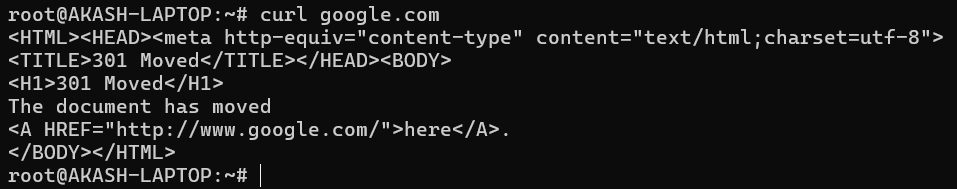 root@AKASH-LAPTOP:~# curl google.com
<HTML><HEAD><meta http-equiv="content-type" content="text/html;charset=utf-8">
<TITLE>301 Moved</TITLE></HEAD><BODY>
<H1>301 Moved</H1>
The document has moved
<A HREF="http://www.google.com/">here</A>.
</BODY></HTML>
root@AKASH-LAPTOP:~#